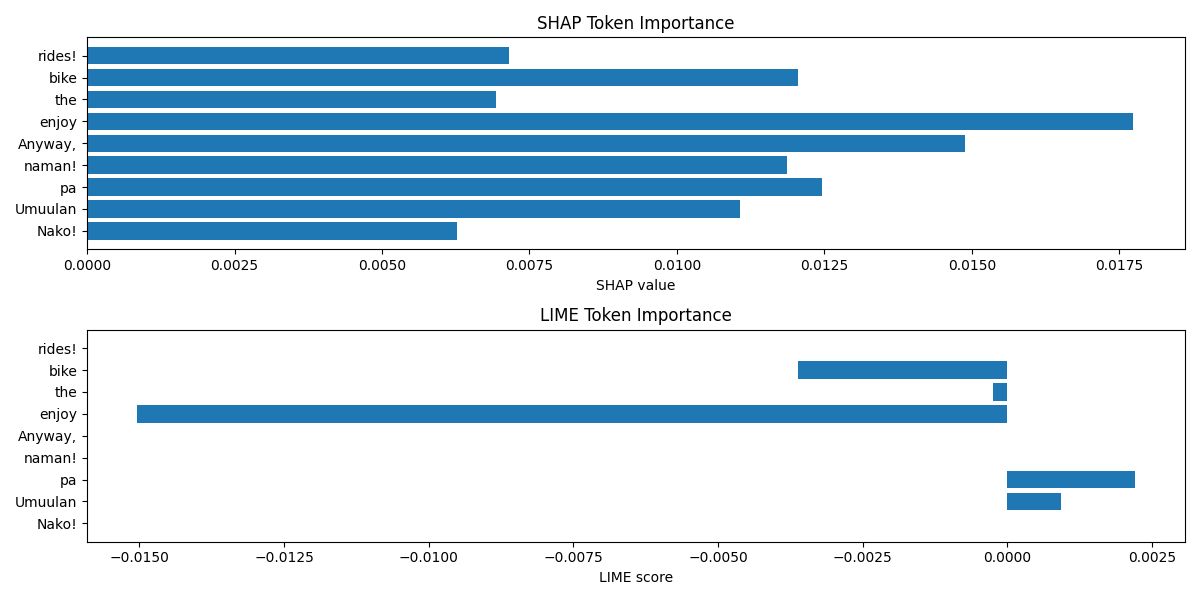 SHAP Token Importance
rides!
bike
the
enjoy
Anyway,
naman!
pa
Umuulan
Nako!
0.0000 0.0025 0.0050 0.0075 0.0100 0.0125 0.0150 0.0175
SHAP value
LIME Token Importance
rides!
bike
the
enjoy
Anyway,
naman!
pa
Umuulan
Nako!
−0.0150 −0.0125 −0.0100 −0.0075 −0.0050 −0.0025 0.0000 0.0025
LIME score